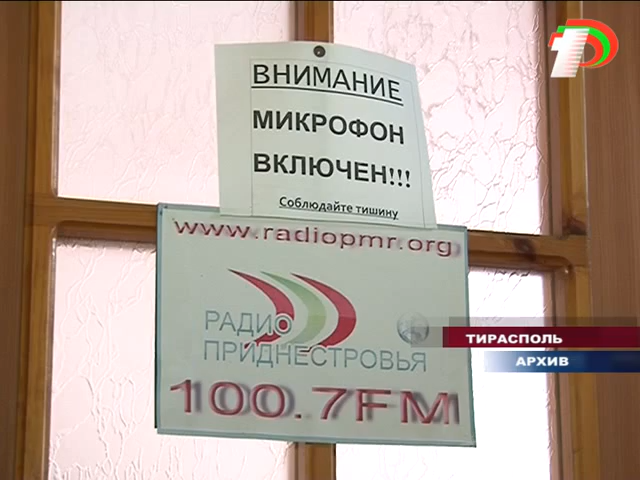 ВНИМАНИЕ
МИКРОФОН
ВКЛЮЧЕН!!!
Соблюдайте тишину
www.radiopmr.org
РАДИО
ПРИДНЕСТРОВЬЯ
100.7FM
ТИРАСПОЛЬ
АРХИВ